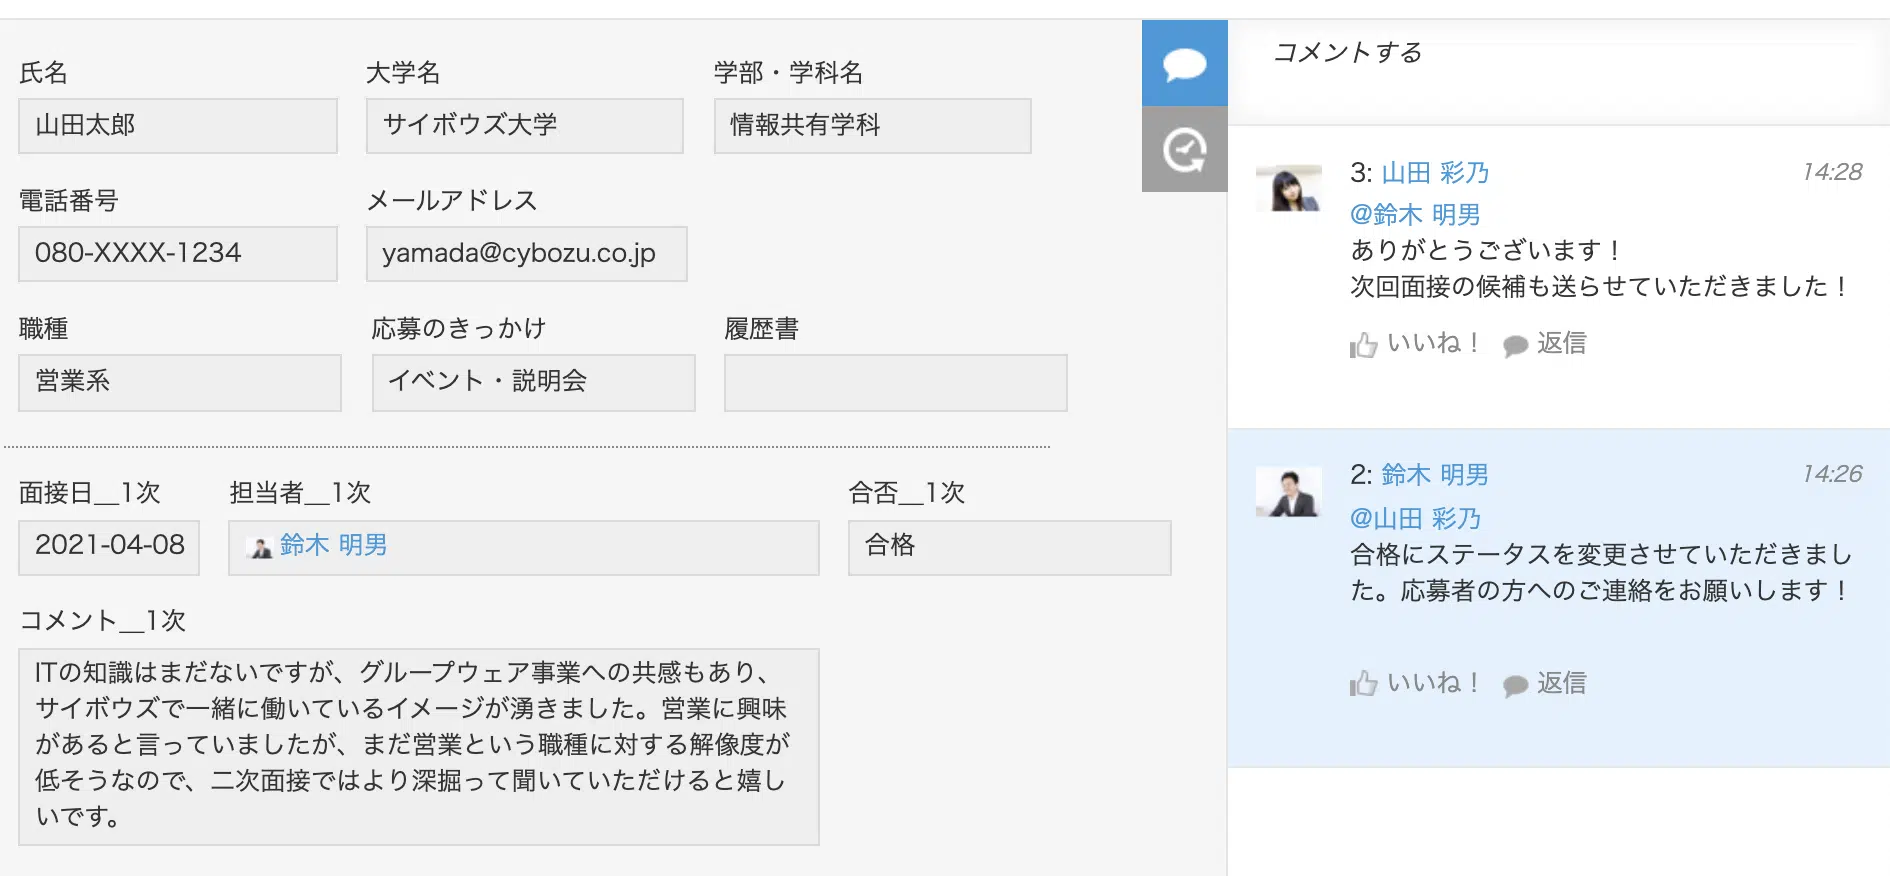 氏名
山田太郎
大学名
サイボウズ大学
学部・学科名
情報共有学科
電話番号
080-XXXX-1234
メールアドレス
yamada@cybozu.co.jp
職種
営業系
応募のきっかけ
イベント・説明会
履歴書
面接日__1次
2021-04-08
担当者__1次
鈴木 明男
合否__1次
合格
コメント__1次
ITの知識はまだないですが、グループウェア事業への共感もあり、
サイボウズで一緒に働いているイメージが湧きました。営業に興味
があると言っていましたが、まだ営業という職種に対する解像度が
低そうなので、二次面接ではより深掘って聞いていただけると嬉し
いです。
コメントする
3: 山田 彩乃 14:28
@鈴木 明男
ありがとうございます！
次回面接の候補も送らせていただきました！
いいね！ 返信
2: 鈴木 明男 14:26
@山田 彩乃
合格にステータスを変更させていただきまし
た。応募者の方へのご連絡をお願いします！
いいね！ 返信